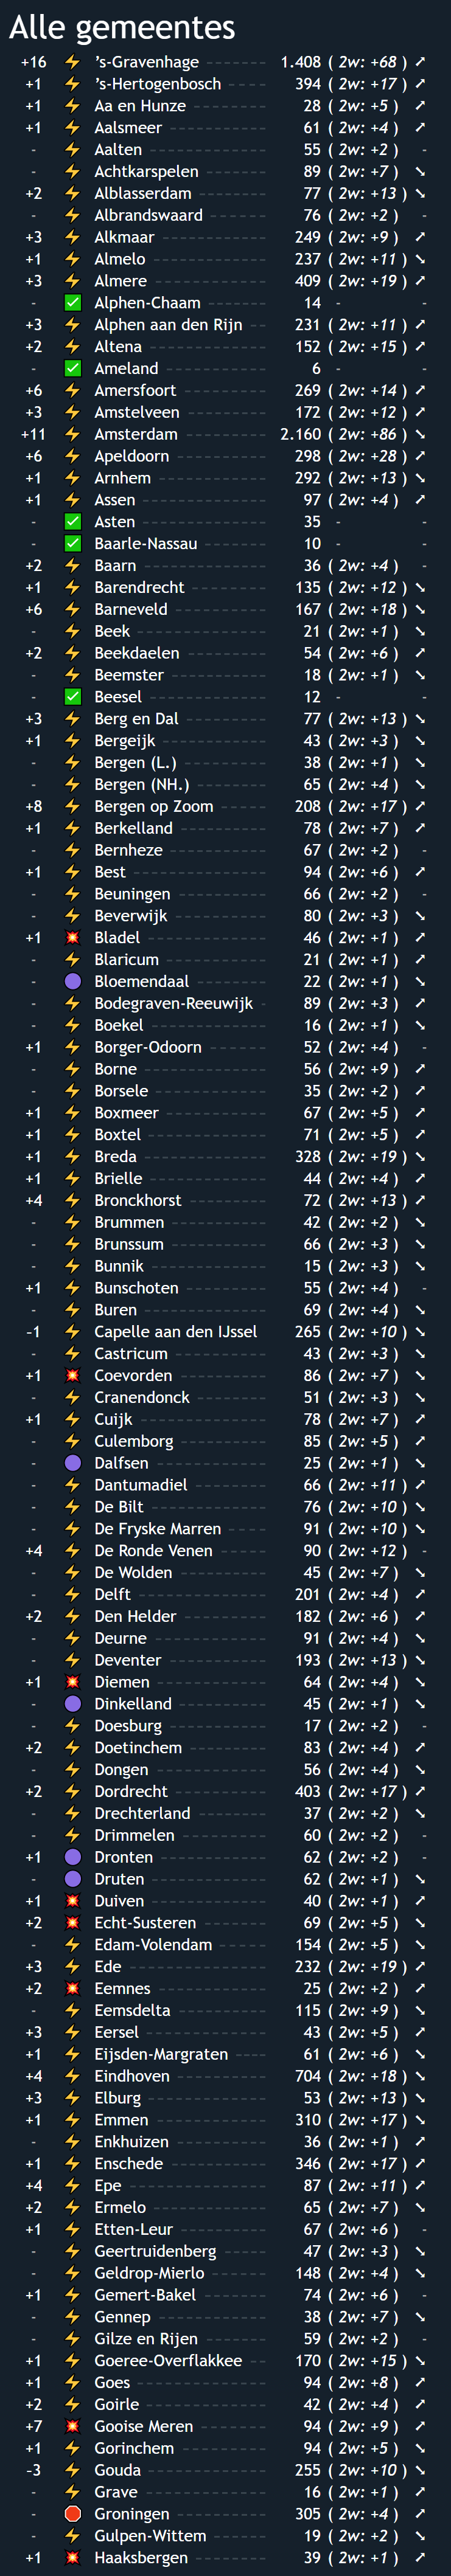 Alle gemeentes
+16 ⚡ 's-Gravenhage 1.408 ( 2w: +68 ) ➚
+1 ⚡ 's-Hertogenbosch 394 ( 2w: +17 ) ➚
+1 ⚡ Aa en Hunze 28 ( 2w: +5 ) ➚
+1 ⚡ Aalsmeer 61 ( 2w: +4 ) ➚
- ⚡ Aalten 55 ( 2w: +2 ) -
- ⚡ Achtkarspelen 89 ( 2w: +7 ) ➘
+2 ⚡ Alblasserdam 77 ( 2w: +13 ) ➘
- ⚡ Albrandswaard 76 ( 2w: +2 ) -
+3 ⚡ Alkmaar 249 ( 2w: +9 ) ➚
+1 ⚡ Almelo 237 ( 2w: +11 ) ➘
+3 ⚡ Almere 409 ( 2w: +19 ) ➚
- ✅ Alphen-Chaam 14 - -
+3 ⚡ Alphen aan den Rijn 231 ( 2w: +11 ) ➚
+2 ⚡ Altena 152 ( 2w: +15 ) ➚
- ✅ Ameland 6 - -
+6 ⚡ Amersfoort 269 ( 2w: +14 ) ➚
+3 ⚡ Amstelveen 172 ( 2w: +12 ) ➚
+11 ⚡ Amsterdam 2.160 ( 2w: +86 ) ➘
+6 ⚡ Apeldoorn 298 ( 2w: +28 ) ➚
+1 ⚡ Arnhem 292 ( 2w: +13 ) ➘
+1 ⚡ Assen 97 ( 2w: +4 ) ➚
- ✅ Asten 35 - -
- ✅ Baarle-Nassau 10 - -
+2 ⚡ Baarn 36 ( 2w: +4 ) -
+1 ⚡ Barendrecht 135 ( 2w: +12 ) ➘
+6 ⚡ Barneveld 167 ( 2w: +18 ) ➘
- ⚡ Beek 21 ( 2w: +1 ) ➘
+2 ⚡ Beekdaelen 54 ( 2w: +6 ) ➚
- ⚡ Beemster 18 ( 2w: +1 ) ➘
- ✅ Beesel 12 - -
+3 ⚡ Berg en Dal 77 ( 2w: +13 ) ➘
+1 ⚡ Bergeijk 43 ( 2w: +3 ) ➘
- ⚡ Bergen (L.) 38 ( 2w: +1 ) ➘
- ⚡ Bergen (NH.) 65 ( 2w: +4 ) ➘
+8 ⚡ Bergen op Zoom 208 ( 2w: +17 ) ➚
+1 ⚡ Berkelland 78 ( 2w: +7 ) ➚
- ⚡ Bernheze 67 ( 2w: +2 ) -
+1 ⚡ Best 94 ( 2w: +6 ) ➚
- ⚡ Beuningen 66 ( 2w: +2 ) -
- ⚡ Beverwijk 80 ( 2w: +3 ) ➘
+1 💥 Bladel 46 ( 2w: +1 ) ➚
- ⚡ Blaricum 21 ( 2w: +1 ) ➚
- 🟣 Bloemendaal 22 ( 2w: +1 ) ➘
- ⚡ Bodegraven-Reeuwijk 89 ( 2w: +3 ) ➚
- ⚡ Boekel 16 ( 2w: +1 ) ➘
+1 ⚡ Borger-Odoorn 52 ( 2w: +4 ) -
- ⚡ Borne 56 ( 2w: +9 ) ➚
- ⚡ Borsele 35 ( 2w: +2 ) ➚
+1 ⚡ Boxmeer 67 ( 2w: +5 ) ➚
+1 ⚡ Boxtel 71 ( 2w: +5 ) ➚
+1 ⚡ Breda 328 ( 2w: +19 ) ➘
+1 ⚡ Brielle 44 ( 2w: +4 ) ➚
+4 ⚡ Bronckhorst 72 ( 2w: +13 ) ➚
- ⚡ Brummen 42 ( 2w: +2 ) ➘
- ⚡ Brunssum 66 ( 2w: +3 ) ➘
- ⚡ Bunnik 15 ( 2w: +3 ) ➘
+1 ⚡ Bunschoten 55 ( 2w: +4 ) -
- ⚡ Buren 69 ( 2w: +4 ) ➘
-1 ⚡ Capelle aan den IJssel 265 ( 2w: +10 ) ➘
- ⚡ Castricum 43 ( 2w: +3 ) ➘
+1 💥 Coevorden 86 ( 2w: +7 ) ➘
- ⚡ Cranendonck 51 ( 2w: +3 ) ➘
+1 ⚡ Cuijk 78 ( 2w: +7 ) ➚
- ⚡ Culemborg 85 ( 2w: +5 ) ➚
- 🟣 Dalfsen 25 ( 2w: +1 ) ➘
- ⚡ Dantumadiel 66 ( 2w: +11 ) ➚
- ⚡ De Bilt 76 ( 2w: +10 ) ➘
- ⚡ De Fryske Marren 91 ( 2w: +10 ) ➘
+4 ⚡ De Ronde Venen 90 ( 2w: +12 ) -
- ⚡ De Wolden 45 ( 2w: +7 ) ➘
- ⚡ Delft 201 ( 2w: +4 ) ➚
+2 ⚡ Den Helder 182 ( 2w: +6 ) ➚
- ⚡ Deurne 91 ( 2w: +4 ) ➘
- ⚡ Deventer 193 ( 2w: +13 ) ➘
+1 💥 Diemen 64 ( 2w: +4 ) ➘
- 🟣 Dinkelland 45 ( 2w: +1 ) ➘
- ⚡ Doesburg 17 ( 2w: +2 ) -
+2 ⚡ Doetinchem 83 ( 2w: +4 ) ➚
- ⚡ Dongen 56 ( 2w: +4 ) ➘
+2 ⚡ Dordrecht 403 ( 2w: +17 ) ➚
- ⚡ Drechterland 37 ( 2w: +2 ) ➘
- ⚡ Drimmelen 60 ( 2w: +2 ) -
+1 🟣 Dronten 62 ( 2w: +2 ) -
- 🟣 Druten 62 ( 2w: +1 ) ➘
+1 💥 Duiven 40 ( 2w: +1 ) ➚
+2 💥 Echt-Susteren 69 ( 2w: +5 ) ➘
- ⚡ Edam-Volendam 154 ( 2w: +5 ) ➘
+3 ⚡ Ede 232 ( 2w: +19 ) ➚
+2 💥 Eemnes 25 ( 2w: +2 ) ➚
- ⚡ Eemsdelta 115 ( 2w: +9 ) ➘
+3 ⚡ Eersel 43 ( 2w: +5 ) ➚
+1 ⚡ Eijsden-Margraten 61 ( 2w: +6 ) ➘
+4 ⚡ Eindhoven 704 ( 2w: +18 ) ➘
+3 ⚡ Elburg 53 ( 2w: +13 ) ➘
+1 ⚡ Emmen 310 ( 2w: +17 ) ➘
- ⚡ Enkhuizen 36 ( 2w: +1 ) ➚
+1 ⚡ Enschede 346 ( 2w: +17 ) ➚
+4 ⚡ Epe 87 ( 2w: +11 ) ➚
+2 ⚡ Ermelo 65 ( 2w: +7 ) ➘
+1 ⚡ Etten-Leur 67 ( 2w: +6 ) -
- ⚡ Geertruidenberg 47 ( 2w: +3 ) ➘
- ⚡ Geldrop-Mierlo 148 ( 2w: +4 ) ➘
+1 ⚡ Gemert-Bakel 74 ( 2w: +6 ) -
- ⚡ Gennep 38 ( 2w: +7 ) ➘
- ⚡ Gilze en Rijen 59 ( 2w: +2 ) -
+1 ⚡ Goeree-Overflakkee 170 ( 2w: +15 ) ➘
+1 ⚡ Goes 94 ( 2w: +8 ) ➚
+2 ⚡ Goirle 42 ( 2w: +4 ) ➚
+7 💥 Gooise Meren 94 ( 2w: +9 ) ➚
+1 ⚡ Gorinchem 94 ( 2w: +5 ) ➘
-3 ⚡ Gouda 255 ( 2w: +10 ) ➘
- ⚡ Grave 16 ( 2w: +1 ) ➚
- 🛑 Groningen 305 ( 2w: +4 ) ➚
- ⚡ Gulpen-Wittem 19 ( 2w: +2 ) ➘
+1 💥 Haaksbergen 39 ( 2w: +1 ) ➚